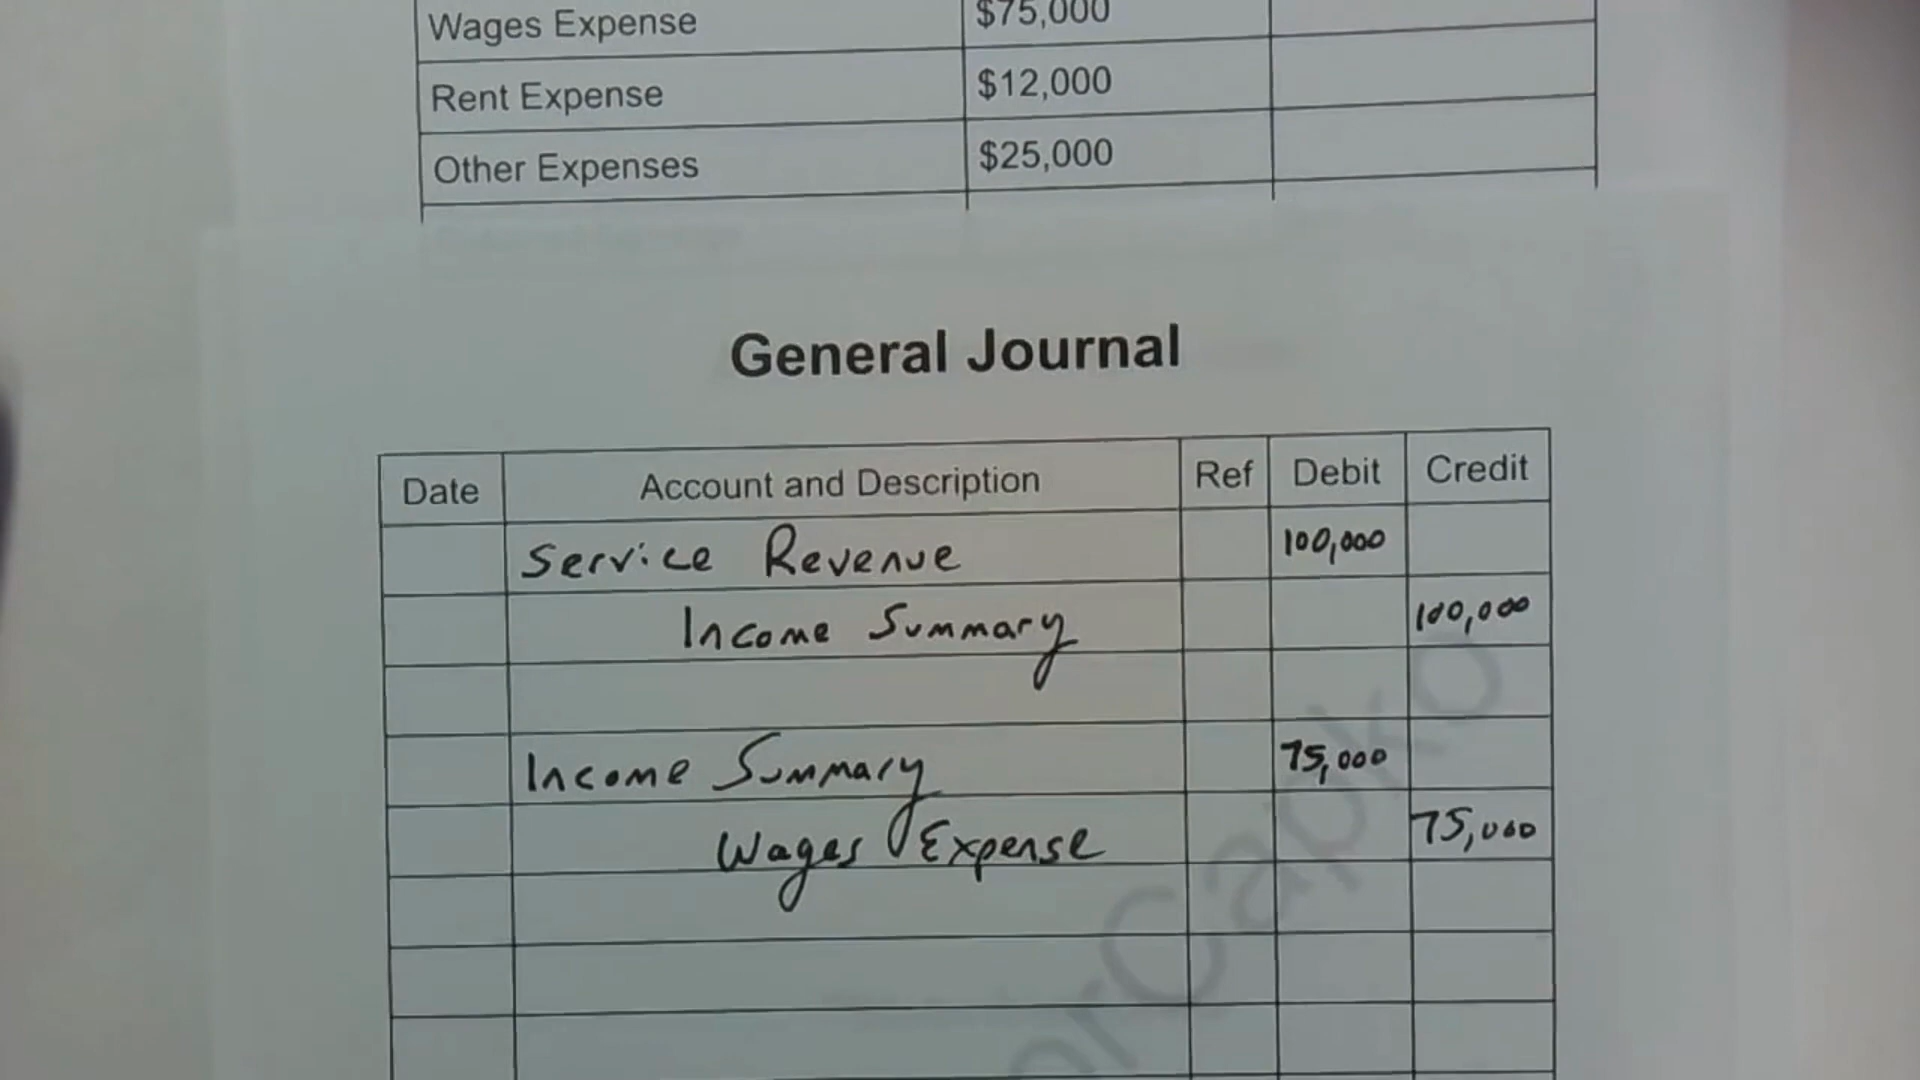 Wages Expense $75,000
Rent Expense $12,000
Other Expenses $25,000
General Journal
Date Account and Description Ref Debit Credit
Service Revenue 100,000
Income Summary 100,000
Income Summary 75,000
Wages Expense 75,000